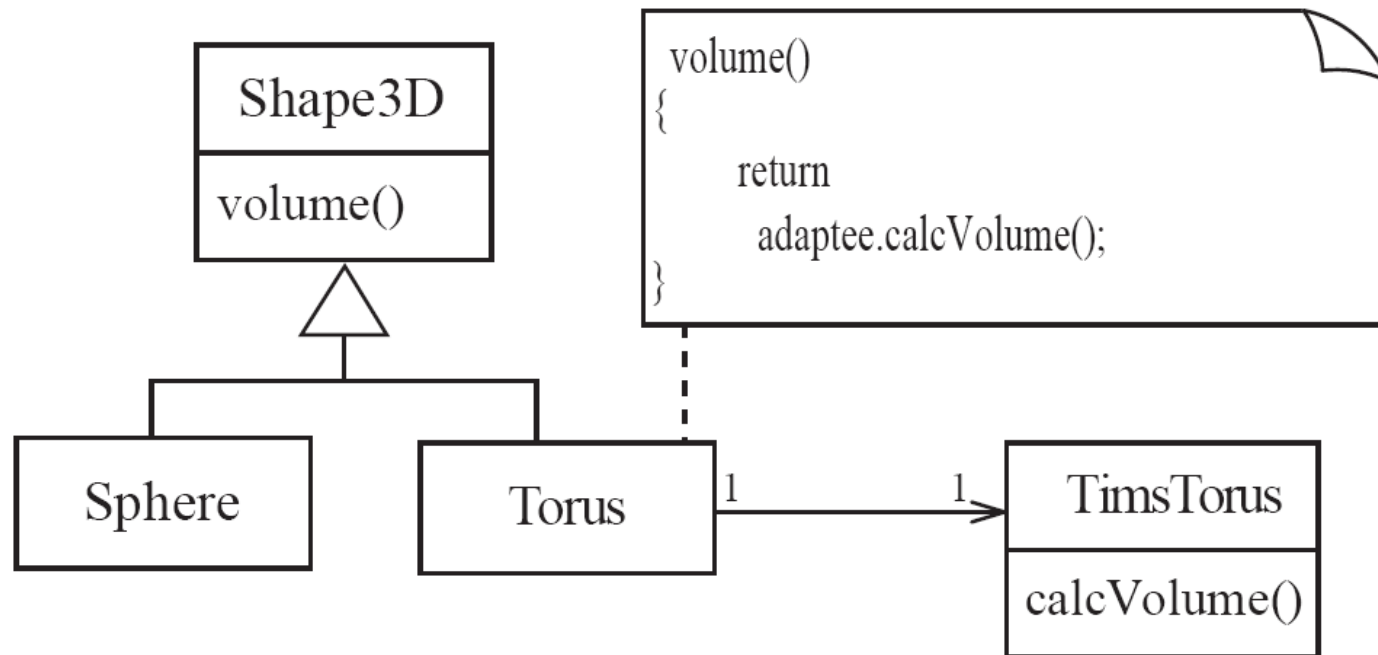 Shape3D
volume()
volume()
{
return
adaptee.calcVolume();
}
Sphere
Torus
1
1
TimsTorus
calcVolume()